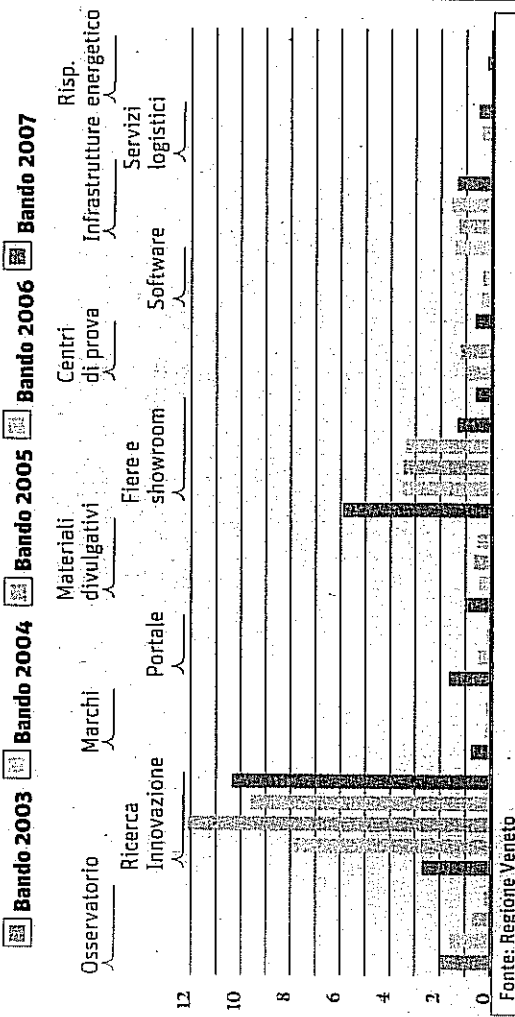 Bando 2003 Bando 2004 Bando 2005 Bando 2006 Bando 2007
Osservatorio
Ricerca
Innovazione
Marchi
Portale
Materiali
divulgativi
Fiere e
showroom
Centri
di prova
Software
Infrastrutture
Servizi
logistici
Risp.
energetico
12
10
8
6
4
2
0
Fonte: Regione Veneto